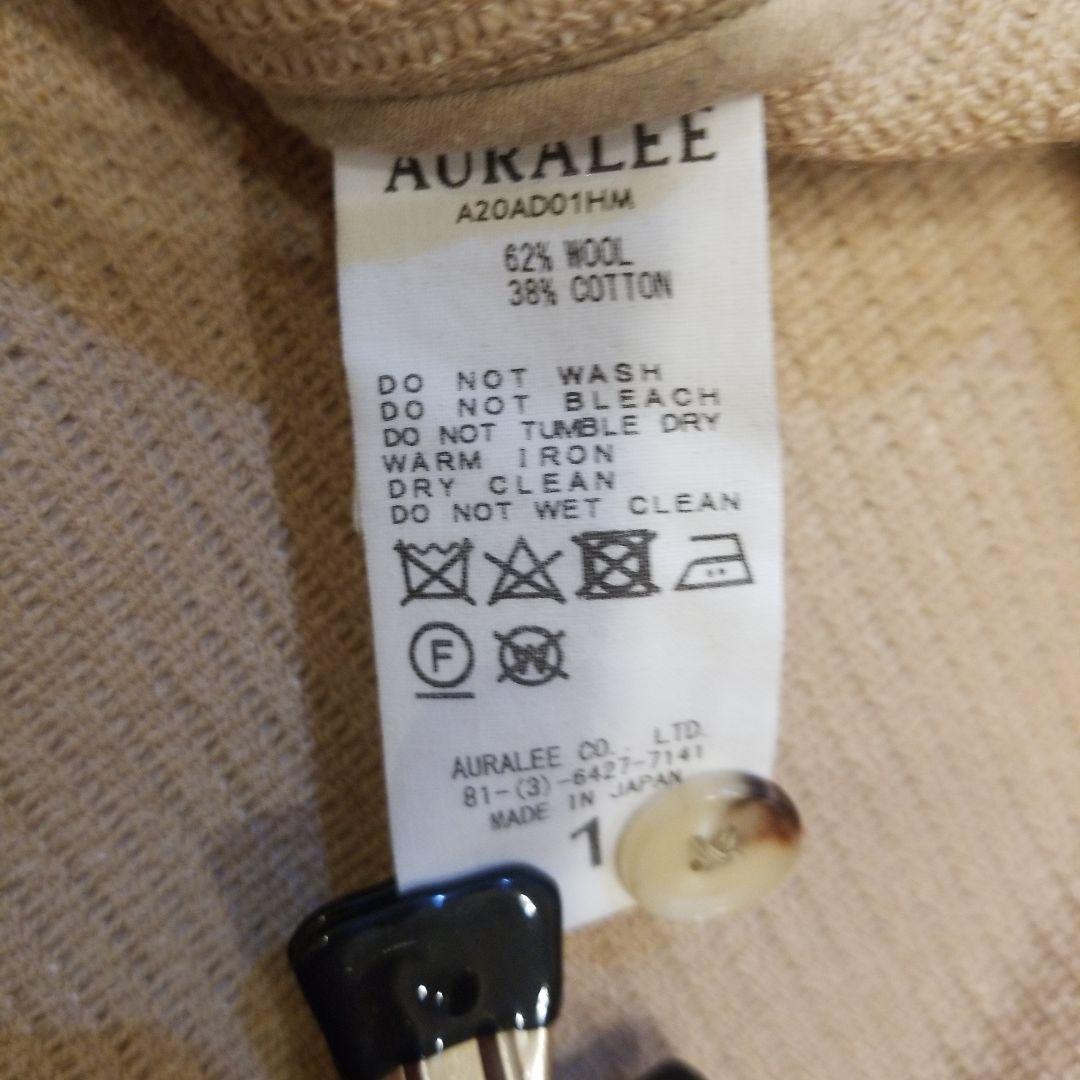 AURALEE
A20AD01HM
62% WOOL
38% COTTON
DO NOT WASH
DO NOT BLEACH
DO NOT TUMBLE DRY
WARM IRON
DRY CLEAN
DO NOT WET CLEAN
F W
AURALEE CO., LTD.
81-(3)-6427-7141
MADE IN JAPAN
1